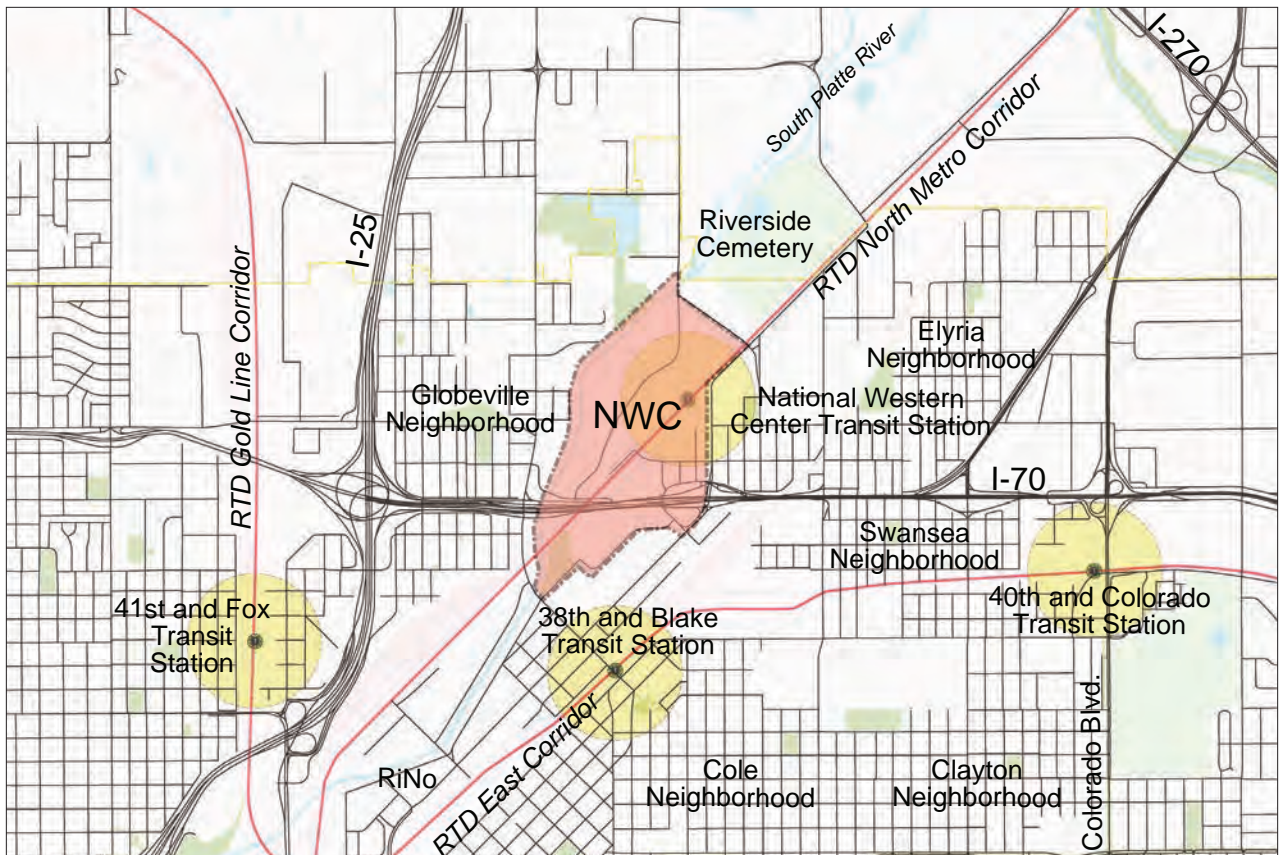 I-270
South Platte River
RTD North Metro Corridor
Riverside
Cemetery
I-25
RTD Gold Line Corridor
Elyria
Neighborhood
Globeville
Neighborhood
NWC
National Western
Center Transit Station
I-70
Swansea
Neighborhood
41st and Fox
Transit
Station
38th and Blake
Transit Station
40th and Colorado
Transit Station
Colorado Blvd.
RiNo
RTD East Corridor
Cole
Neighborhood
Clayton
Neighborhood